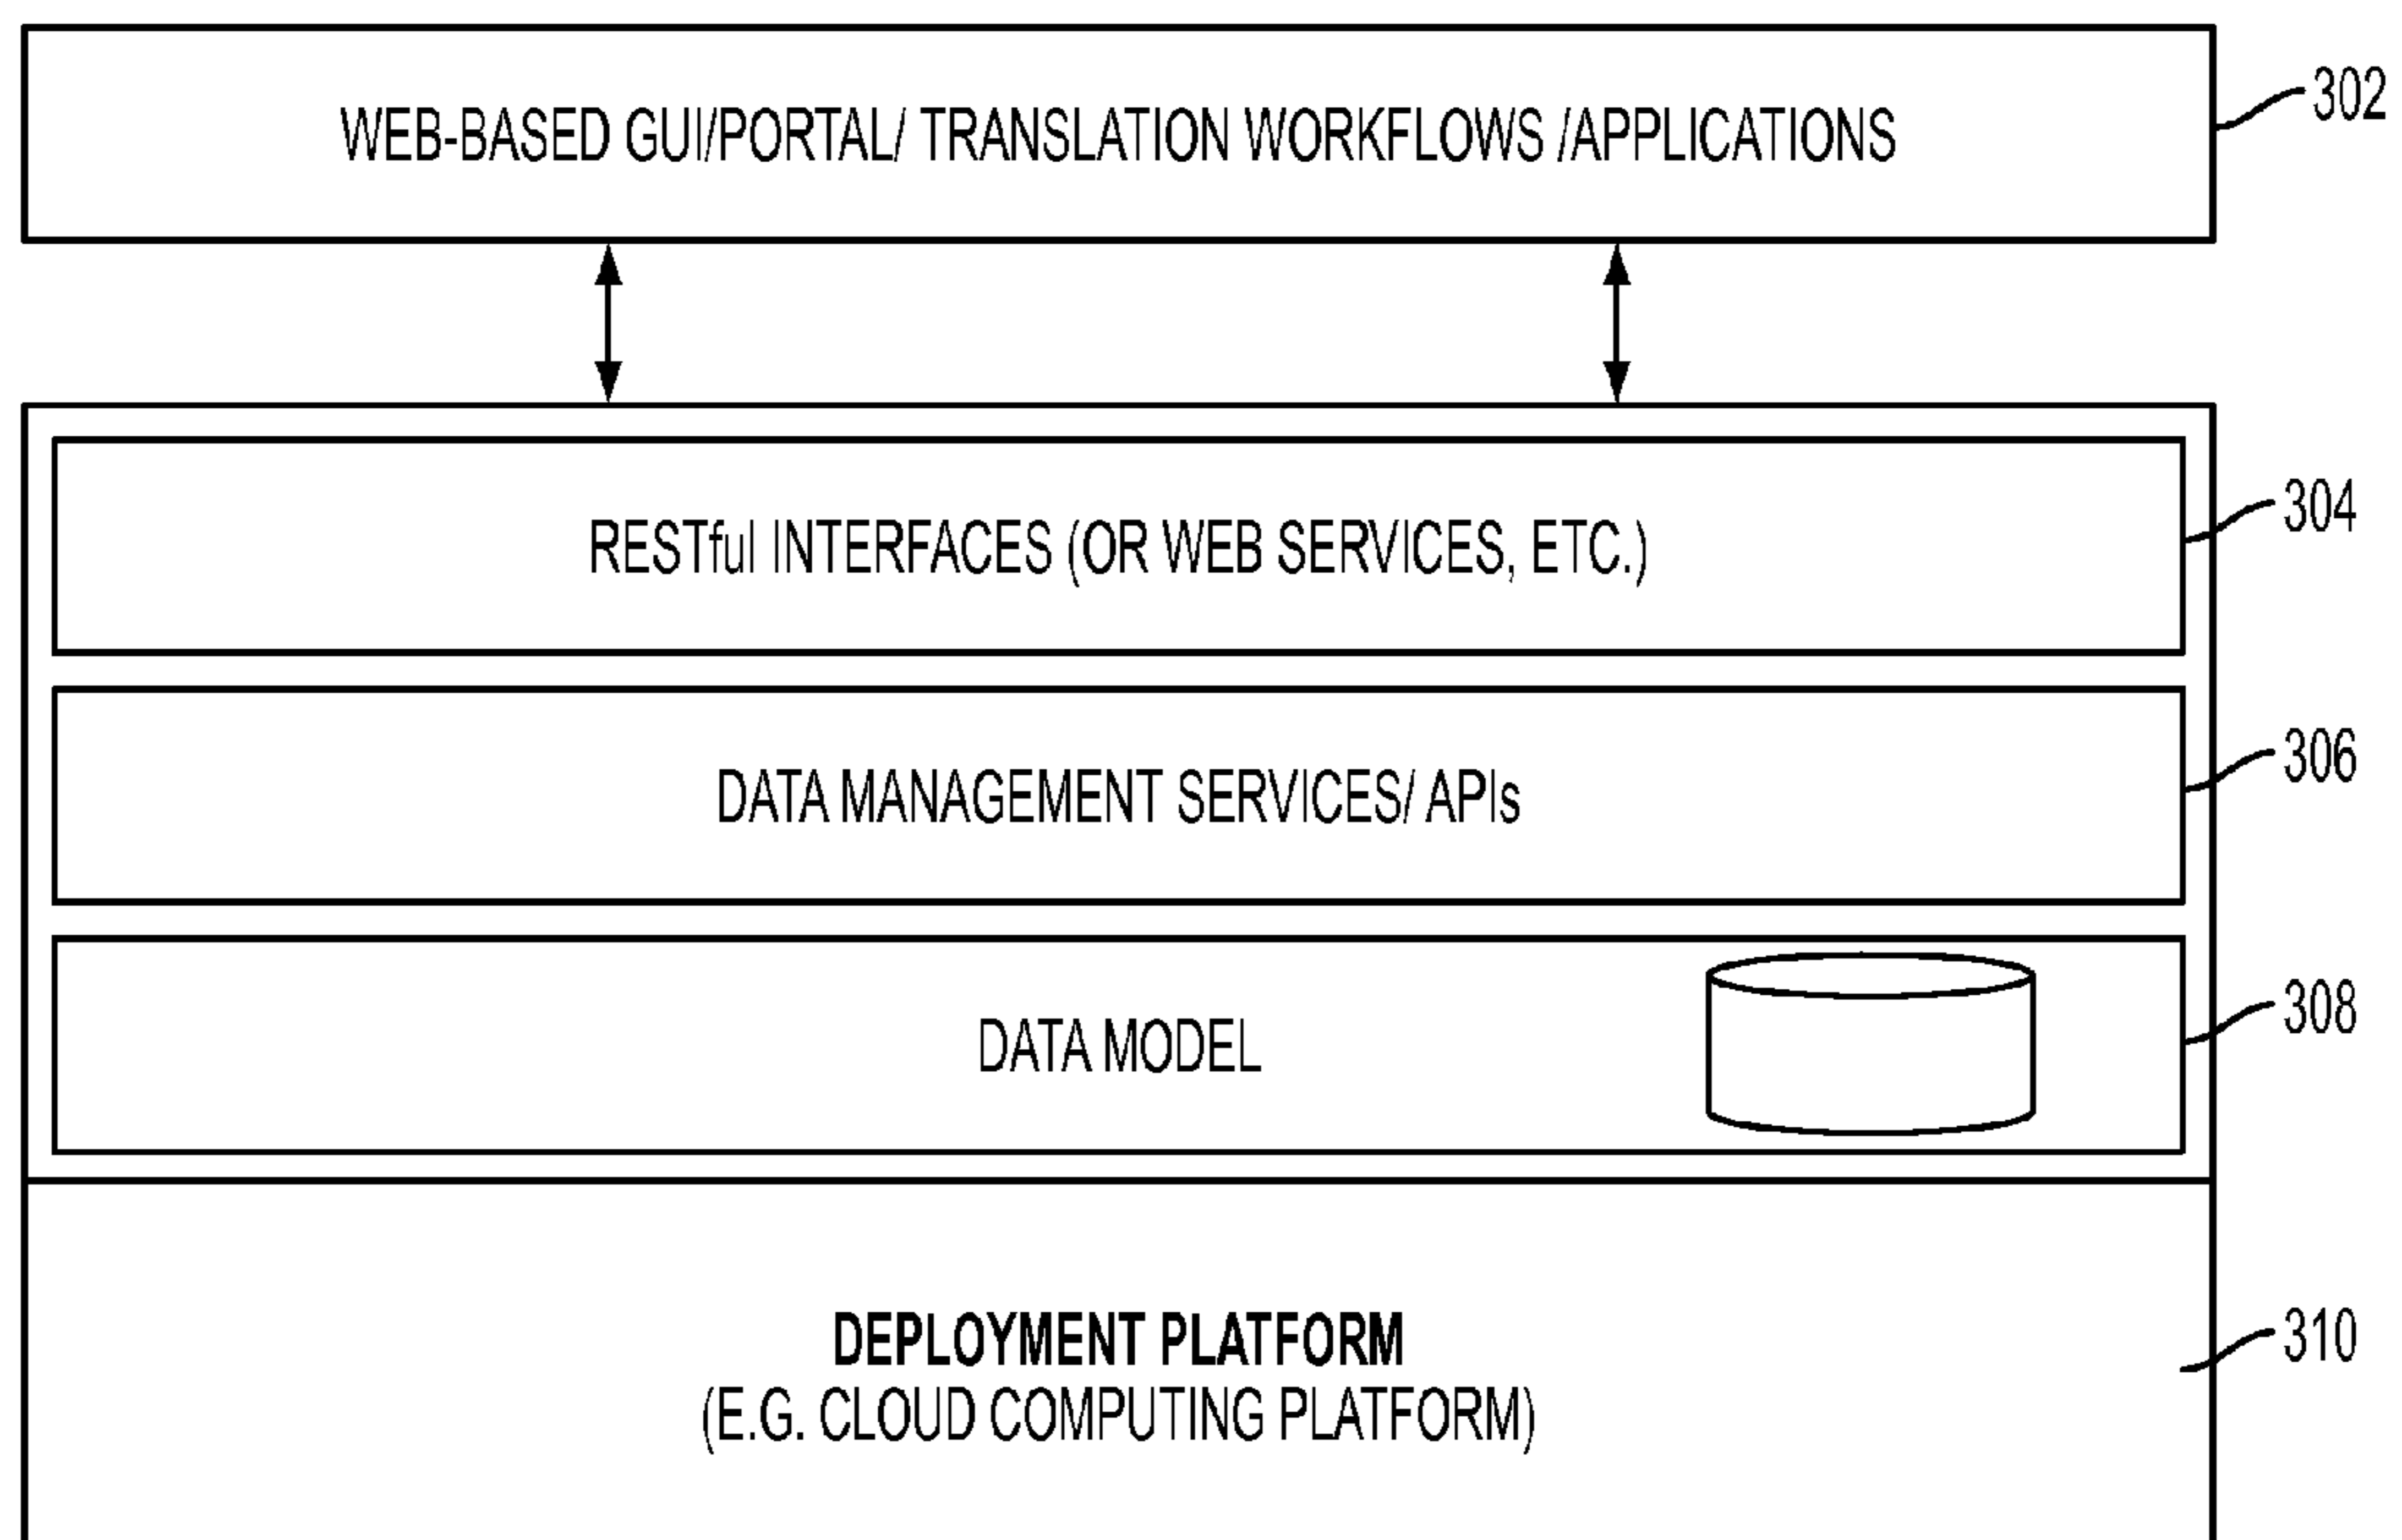 WEB-BASED GUI/PORTAL/ TRANSLATION WORKFLOWS /APPLICATIONS
302
RESTful INTERFACES (OR WEB SERVICES, ETC.)
304
DATA MANAGEMENT SERVICES/ APIs
306
DATA MODEL
308
DEPLOYMENT PLATFORM
(E.G. CLOUD COMPUTING PLATFORM)
310